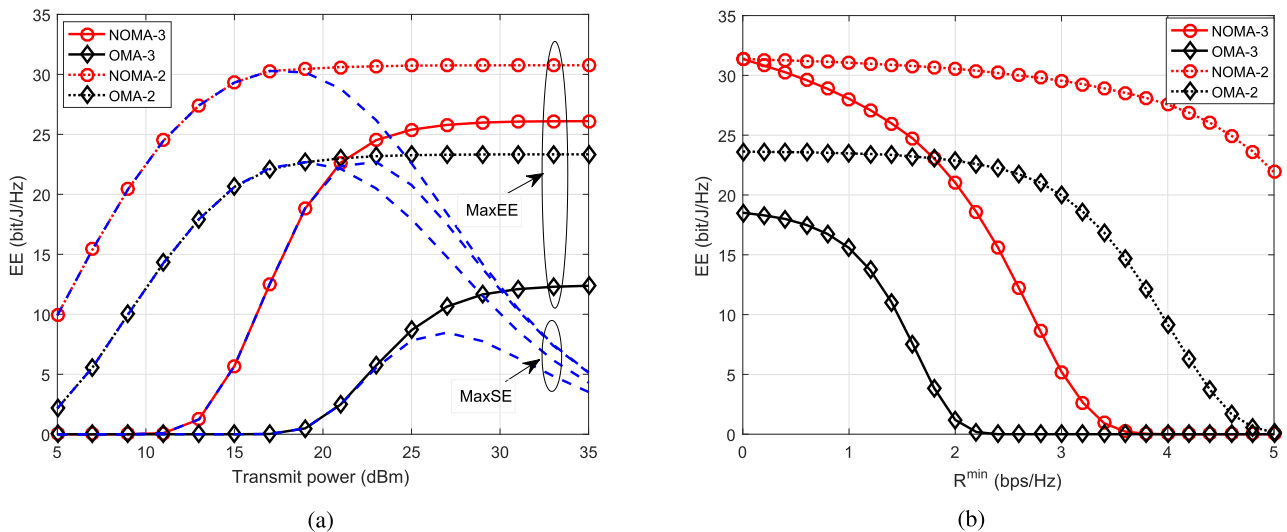 NOMA-3
OMA-3
NOMA-2
OMA-2
MaxEE
MaxSE
EE (bit/J/Hz)
35
30
25
20
15
10
5
0
5 10 15 20 25 30 35
Transmit power (dBm)
(a)
NOMA-3
OMA-3
NOMA-2
OMA-2
EE (bit/J/Hz)
35
30
25
20
15
10
5
0
0 1 2 3 4 5
R^min (bps/Hz)
(b)